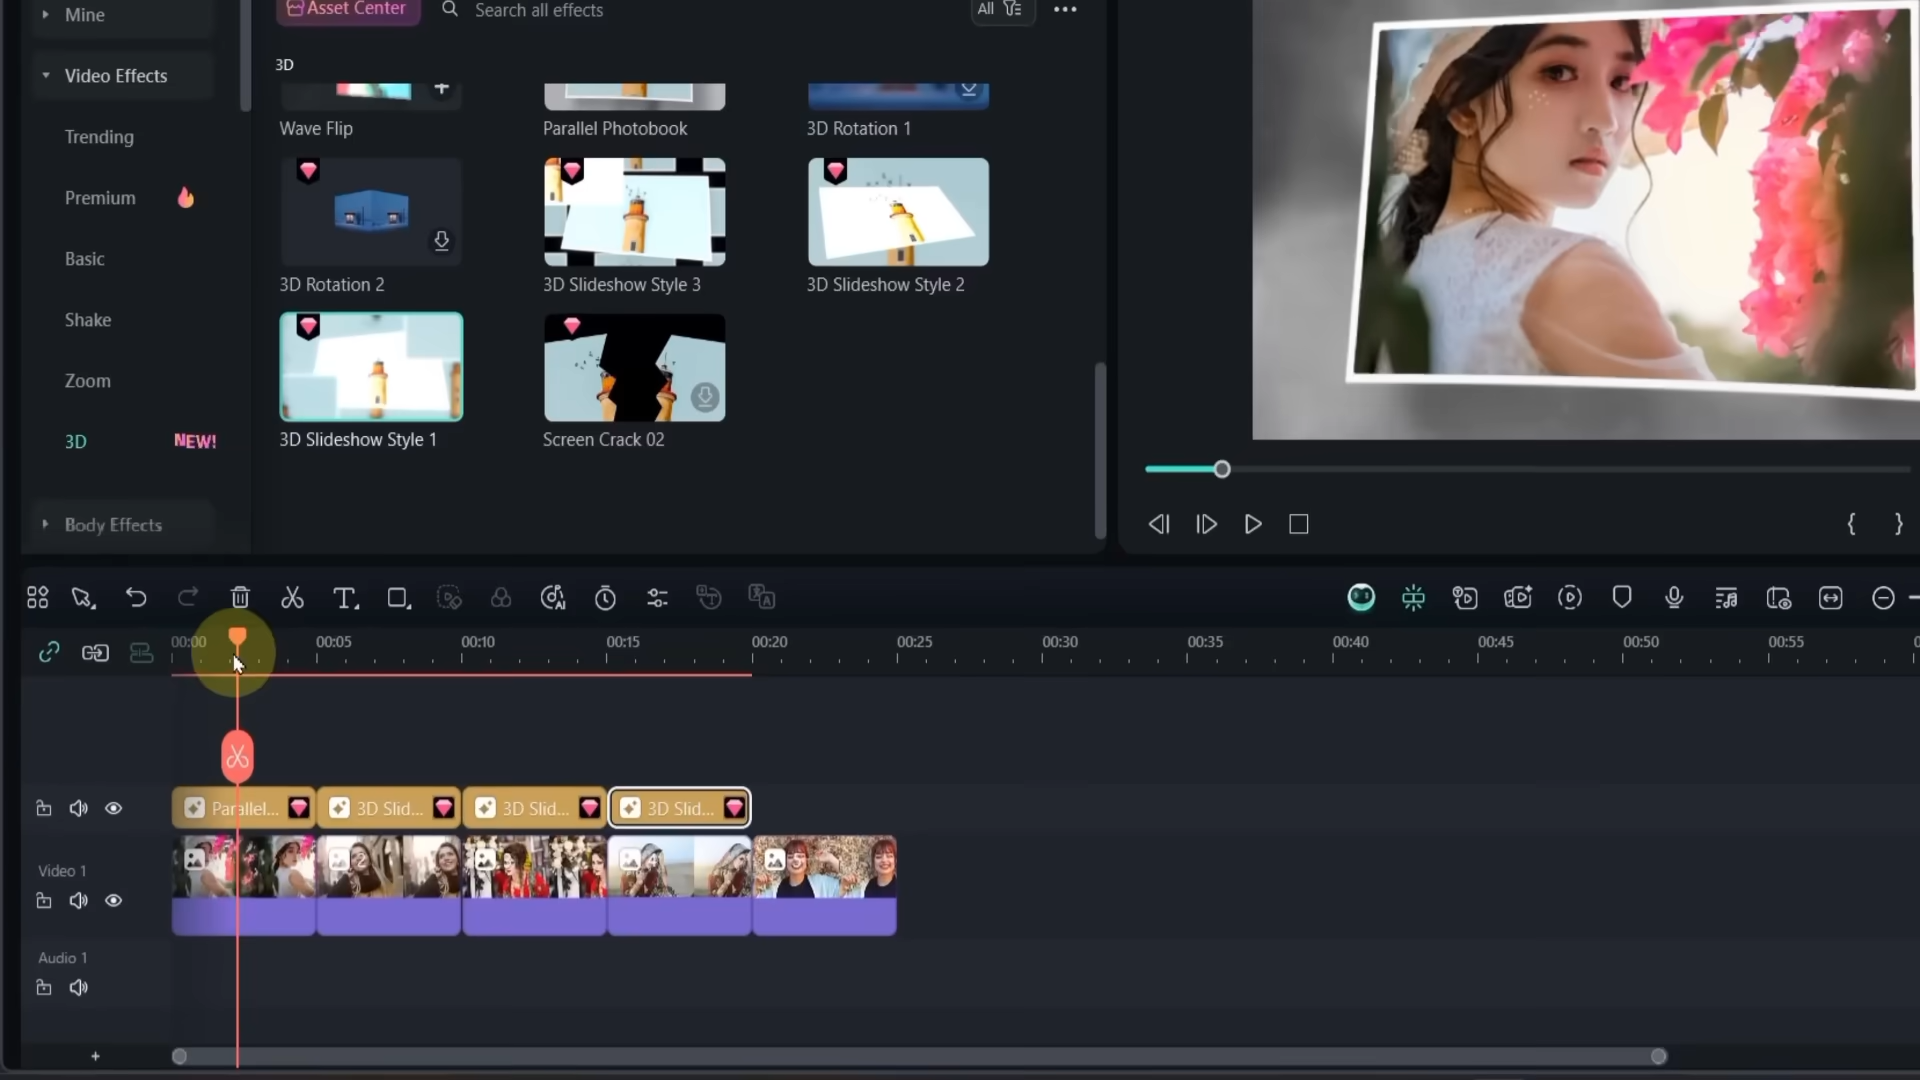 Mine
Asset Center
Search all effects
All
Video Effects
3D
Trending
Wave Flip
Parallel Photobook
3D Rotation 1
Premium
Basic
3D Rotation 2
3D Slideshow Style 3
3D Slideshow Style 2
Shake
Zoom
3D
NEW!
3D Slideshow Style 1
Screen Crack 02
Body Effects
00:00
00:05
00:10
00:15
00:20
00:25
00:30
00:35
00:40
00:45
00:50
00:55
Parallel...
3D Slid...
3D Slid...
3D Slid...
Video 1
2
4
Audio 1